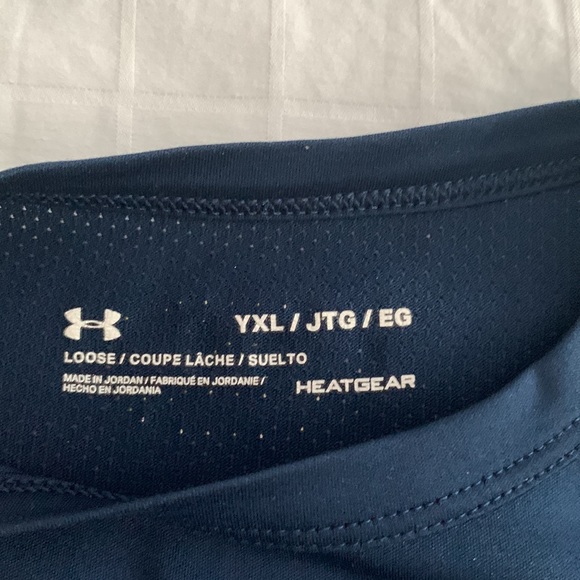 YXL / JTG / EG
LOOSE / COUPE LÂCHE / SUELTO
MADE IN JORDAN / FABRIQUÉ EN JORDANIE /
HECHO EN JORDANIA
HEATGEAR